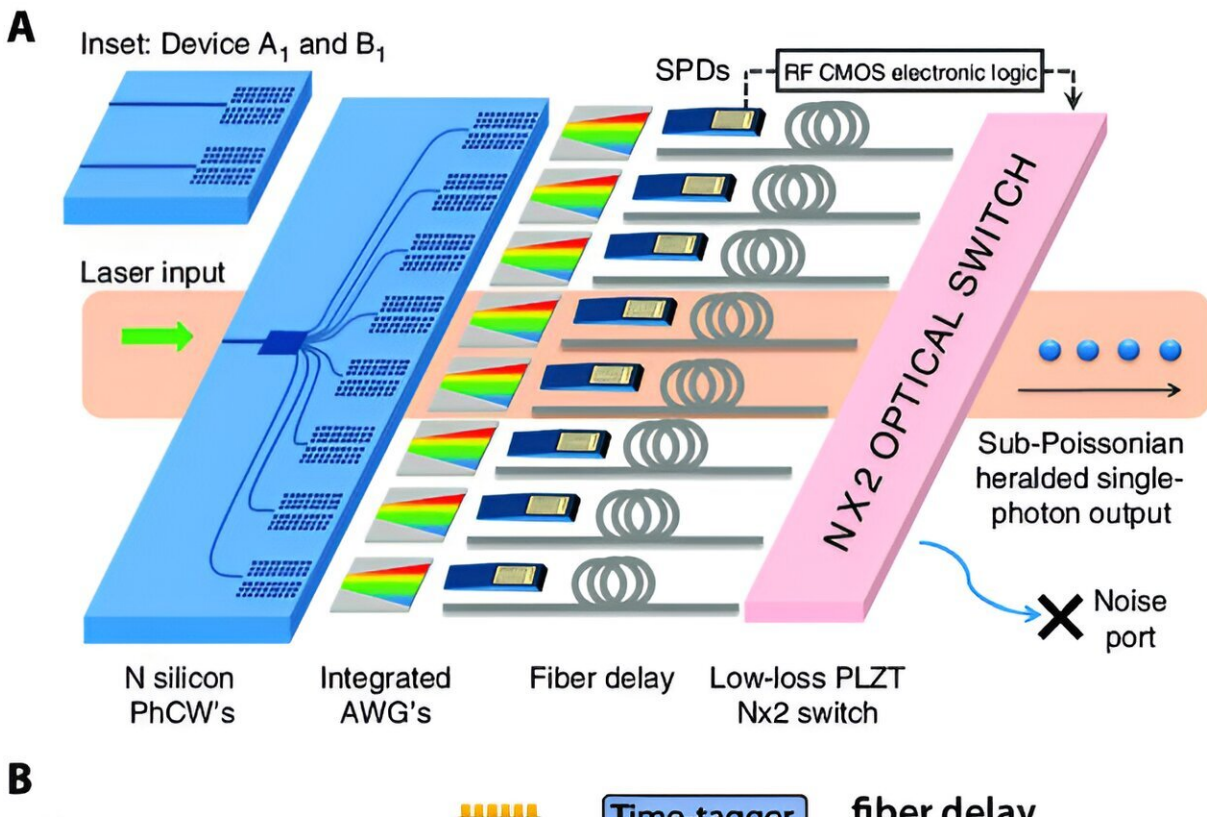 A
Inset: Device A₁ and B₁
SPDs
RF CMOS electronic logic
Laser input
NX2 OPTICAL SWITCH
Sub-Poissonian
heralded single-
photon output
Noise
port
N silicon
PhCW's
Integrated
AWG's
Fiber delay
Low-loss PLZT
Nx2 switch
B
Time-tagger
fiber delay